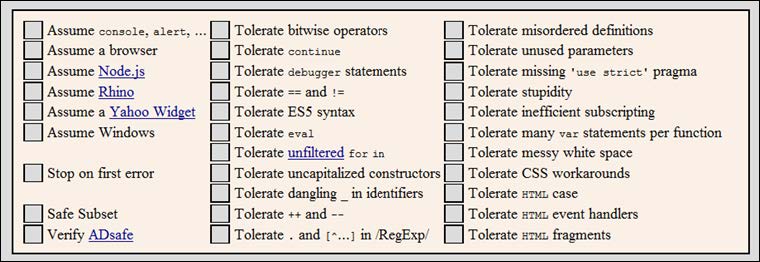 Assume console, alert, ...
Assume a browser
Assume Node.js
Assume Rhino
Assume a Yahoo Widget
Assume Windows
Stop on first error
Safe Subset
Verify ADsafe
Tolerate bitwise operators
Tolerate continue
Tolerate debugger statements
Tolerate == and !=
Tolerate ES5 syntax
Tolerate eval
Tolerate unfiltered for in
Tolerate uncapitalized constructors
Tolerate dangling _ in identifiers
Tolerate ++ and --
Tolerate . and [^...] in /RegExp/
Tolerate misordered definitions
Tolerate unused parameters
Tolerate missing 'use strict' pragma
Tolerate stupidity
Tolerate inefficient subscripting
Tolerate many var statements per function
Tolerate messy white space
Tolerate CSS workarounds
Tolerate HTML case
Tolerate HTML event handlers
Tolerate HTML fragments